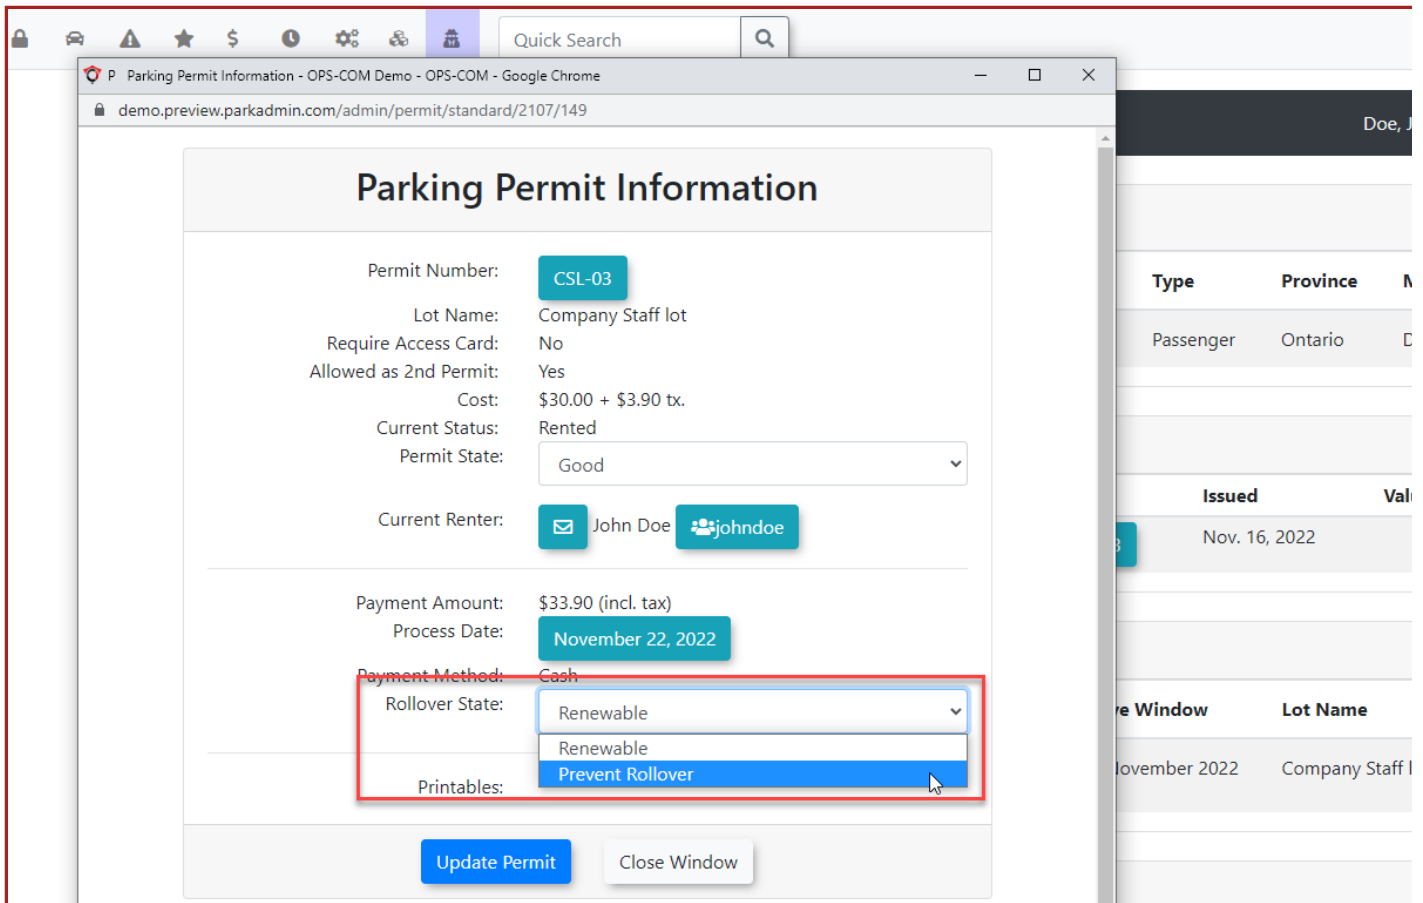 Quick Search
P Parking Permit Information - OPS-COM Demo - OPS-COM - Google Chrome
demo.preview.parkadmin.com/admin/permit/standard/2107/149
Doe, J
Parking Permit Information
Permit Number: CSL-03
Lot Name: Company Staff lot
Require Access Card: No
Allowed as 2nd Permit: Yes
Cost: $30.00 + $3.90 tx.
Current Status: Rented
Permit State: Good
Current Renter: John Doe johndoe
Payment Amount: $33.90 (incl. tax)
Process Date: November 22, 2022
Payment Method: Cash
Rollover State: Renewable
Renewable
Prevent Rollover
Printables:
Update Permit Close Window
Type Province M
Passenger Ontario D
Issued Val
3 Nov. 16, 2022
ve Window Lot Name
November 2022 Company Staff l